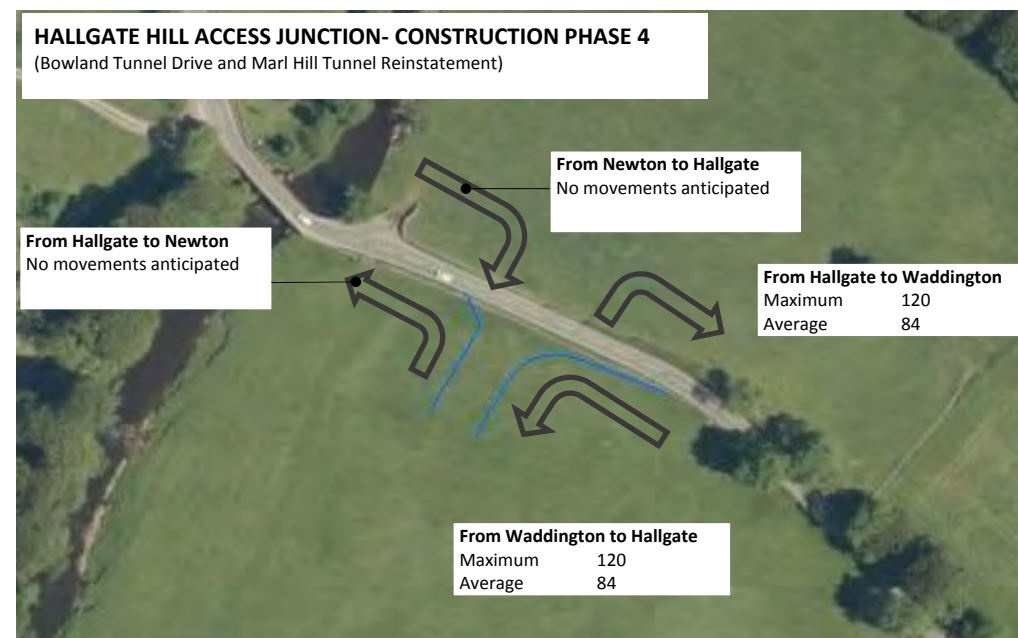 HALLGATE HILL ACCESS JUNCTION- CONSTRUCTION PHASE 4
(Bowland Tunnel Drive and Marl Hill Tunnel Reinstatement)
From Newton to Hallgate
No movements anticipated
From Hallgate to Newton
No movements anticipated
From Hallgate to Waddington
Maximum 120
Average 84
From Waddington to Hallgate
Maximum 120
Average 84